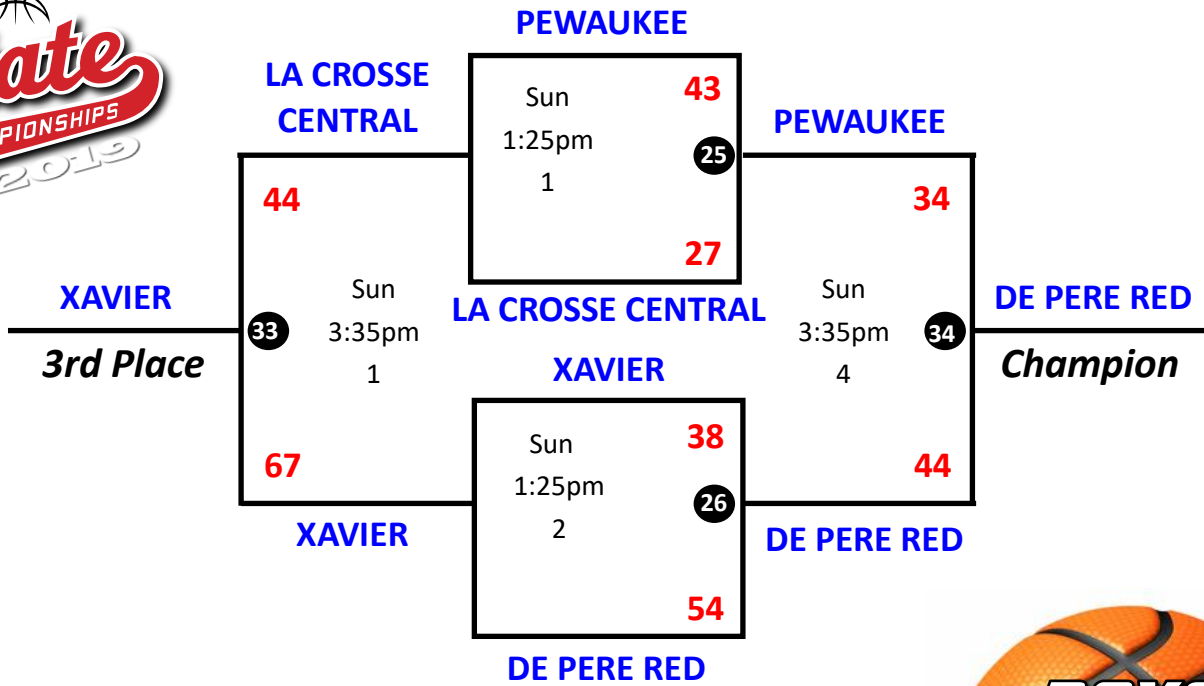 PEWAUKEE
LA CROSSE
CENTRAL
Sun
1:25pm
1
43
25
27
PEWAUKEE
2019
44
34
XAVIER
3rd Place
33
Sun
3:35pm
1
LA CROSSE CENTRAL
Sun
3:35pm
4
34
DE PERE RED
Champion
XAVIER
67
44
Sun
1:25pm
2
38
26
54
XAVIER
DE PERE RED
DE PERE RED